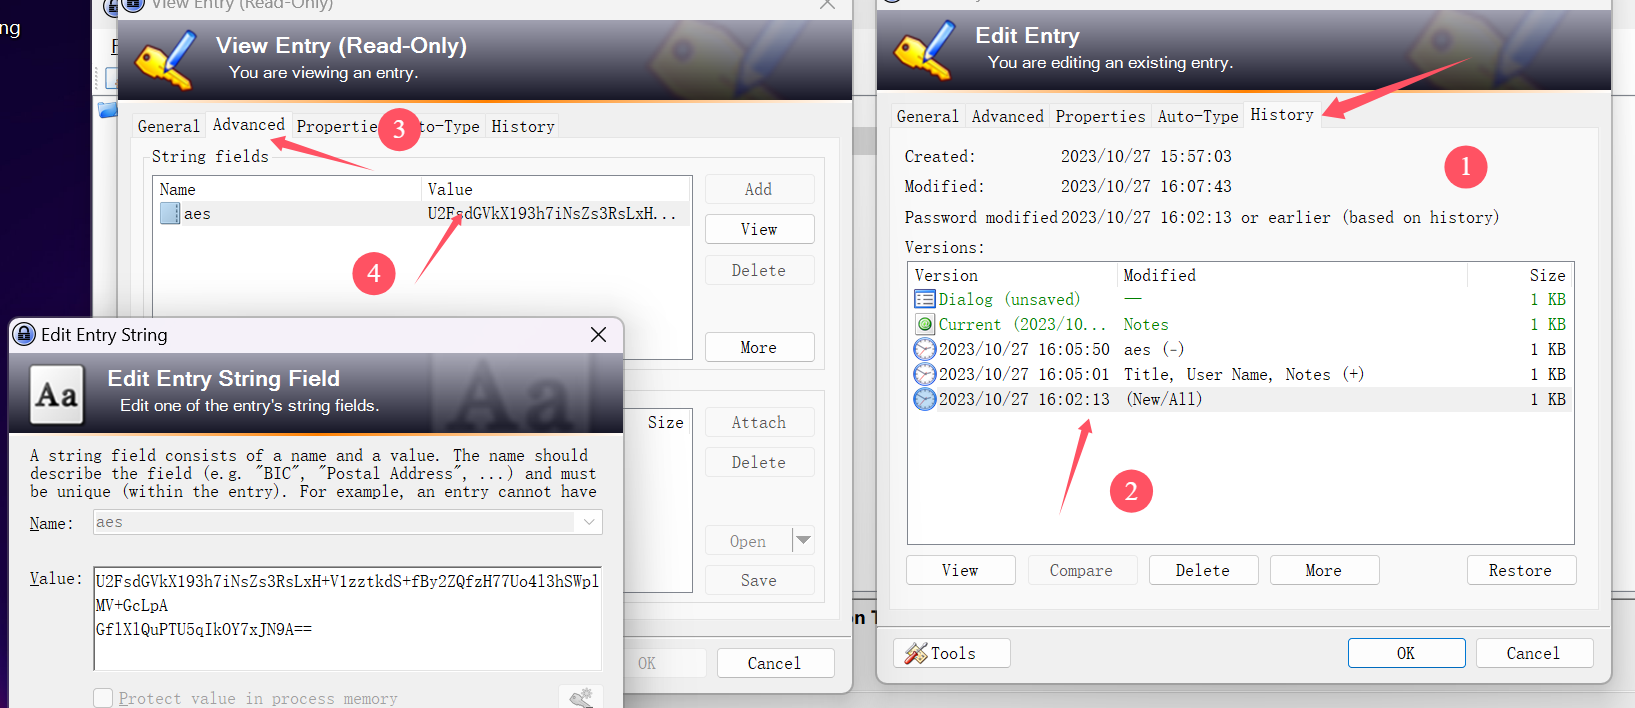 ng
View Entry (Read-Only)
View Entry (Read-Only)
You are viewing an entry.
General Advanced Properties Auto-Type History
3
String fields
Name Value
aes U2FsdGVkX193h7iNsZs3RsLxH...
4
Add
View
Delete
More
Size
Attach
Delete
Open
Save
OK Cancel
Edit Entry String
Edit Entry String Field
Edit one of the entry's string fields.
A string field consists of a name and a value. The name should
describe the field (e.g. "BIC", "Postal Address", ...) and must
be unique (within the entry). For example, an entry cannot have
Name: aes
Value: U2FsdGVkX193h7iNsZs3RsLxH+V1zztkdS+fBy2ZQfzH77Uo4l3hSWpl
MV+GcLpA
GflXlQuPTU5qIkOY7xJN9A==
Protect value in process memory
Edit Entry
You are editing an existing entry.
General Advanced Properties Auto-Type History
1
Created: 2023/10/27 15:57:03
Modified: 2023/10/27 16:07:43
Password modified 2023/10/27 16:02:13 or earlier (based on history)
Versions:
Version Modified Size
Dialog (unsaved) — 1 KB
Current (2023/10... Notes 1 KB
2023/10/27 16:05:50 aes (-) 1 KB
2023/10/27 16:05:01 Title, User Name, Notes (+) 1 KB
2023/10/27 16:02:13 (New/All) 1 KB
2
View Compare Delete More Restore
Tools OK Cancel